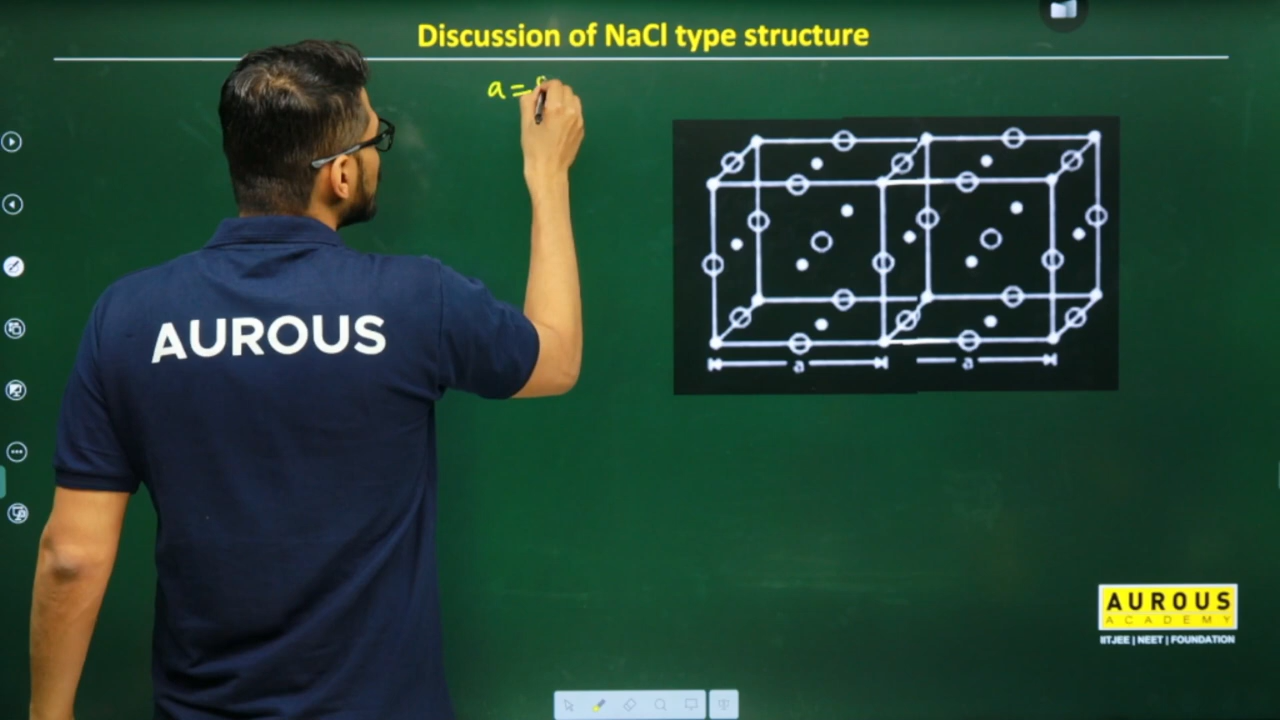 Discussion of NaCl type structure
a =
AUROUS
a a
AUROUS
ACADEMY
IITJEE | NEET | FOUNDATION